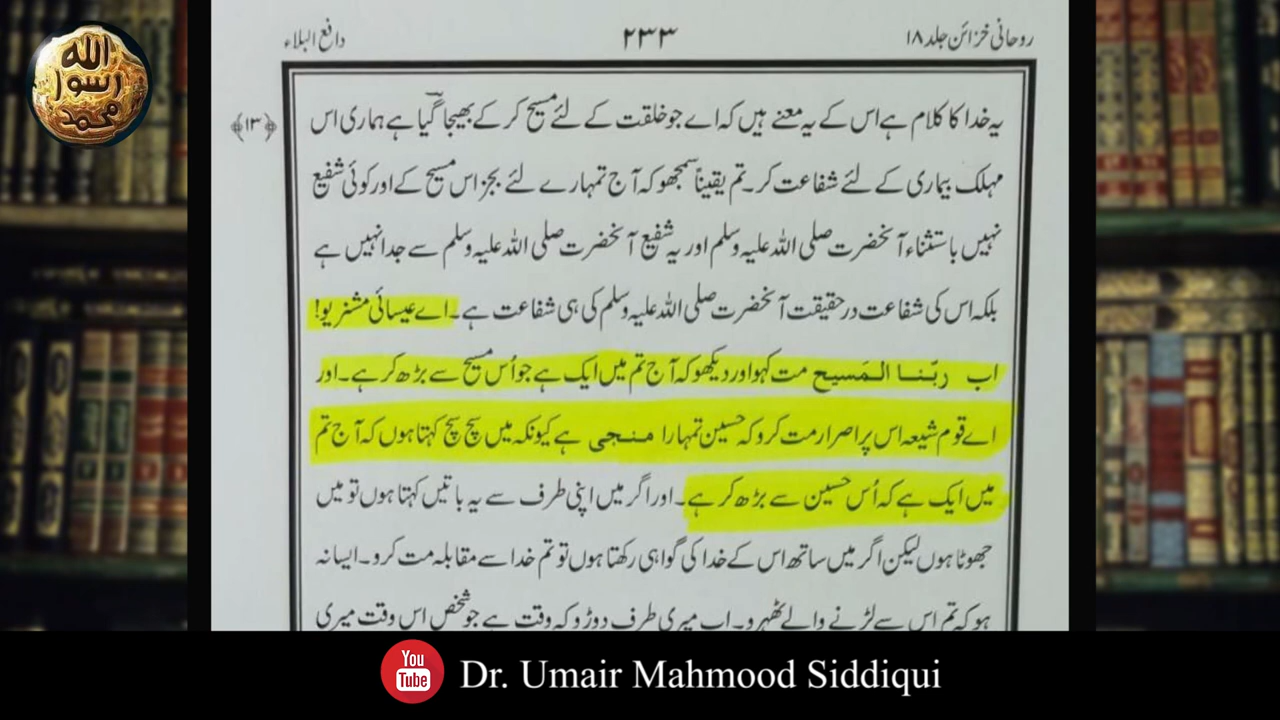 روحانی خزائن جلد ۱۸
۲۳۳
دافع البلاء
یہ خدا کا کلام ہے اس کے یہ معنے ہیں کہ اے جو خلقت کے لئے مسیح کر کے بھیجا گیا ہے ہماری اس
﴿۱۳﴾
مہلک بیماری کے لئے شفاعت کر۔ تم یقیناً سمجھو کہ آج تمہارے لئے بجز اس مسیح کے اور کوئی شفیع
نہیں باستثناء آنحضرت صلی اللہ علیہ وسلم اور یہ شفیع آنحضرت صلی اللہ علیہ وسلم سے جدا نہیں ہے
بلکہ اس کی شفاعت درحقیقت آنحضرت صلی اللہ علیہ وسلم کی ہی شفاعت ہے۔ اے عیسائی مشنریو!
اب ربّنا المَسیح مت کہو اور دیکھو کہ آج تم میں ایک ہے جو اُس مسیح سے بڑھ کر ہے۔ اور
اے قوم شیعہ اس پر اصرار مت کرو کہ حسین تمہارا منجی ہے کیونکہ میں سچ سچ کہتا ہوں کہ آج تم
میں ایک ہے کہ اُس حسین سے بڑھ کر ہے۔ اور اگر میں اپنی طرف سے یہ باتیں کہتا ہوں تو میں
جھوٹا ہوں لیکن اگر میں ساتھ اس کے خدا کی گواہی رکھتا ہوں تو تم خدا سے مقابلہ مت کرو۔ ایسا نہ
ہو کہ تم اس سے لڑنے والے ٹھہرو۔ اب میری طرف دوڑو کہ وقت ہے جو شخص اس وقت میری
الله
رسول
محمد
You
Tube
Dr. Umair Mahmood Siddiqui